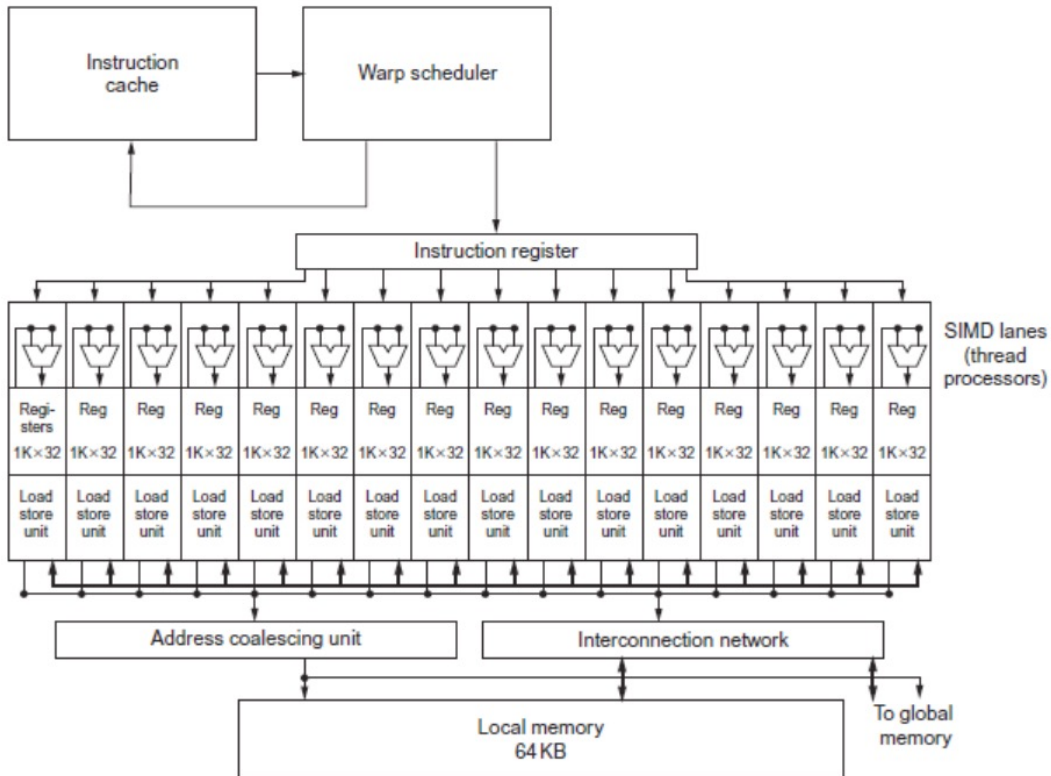 Instruction
cache
Warp scheduler
Instruction register
SIMD lanes
(thread
processors)
Regi-
sters
Reg Reg Reg Reg Reg Reg Reg Reg Reg Reg Reg Reg Reg Reg Reg
1K×32 1K×32 1K×32 1K×32 1K×32 1K×32 1K×32 1K×32 1K×32 1K×32 1K×32 1K×32 1K×32 1K×32 1K×32 1K×32
Load Load Load Load Load Load Load Load Load Load Load Load Load Load Load Load
store store store store store store store store store store store store store store store store
unit unit unit unit unit unit unit unit unit unit unit unit unit unit unit unit
Address coalescing unit
Interconnection network
Local memory
64 KB
To global
memory